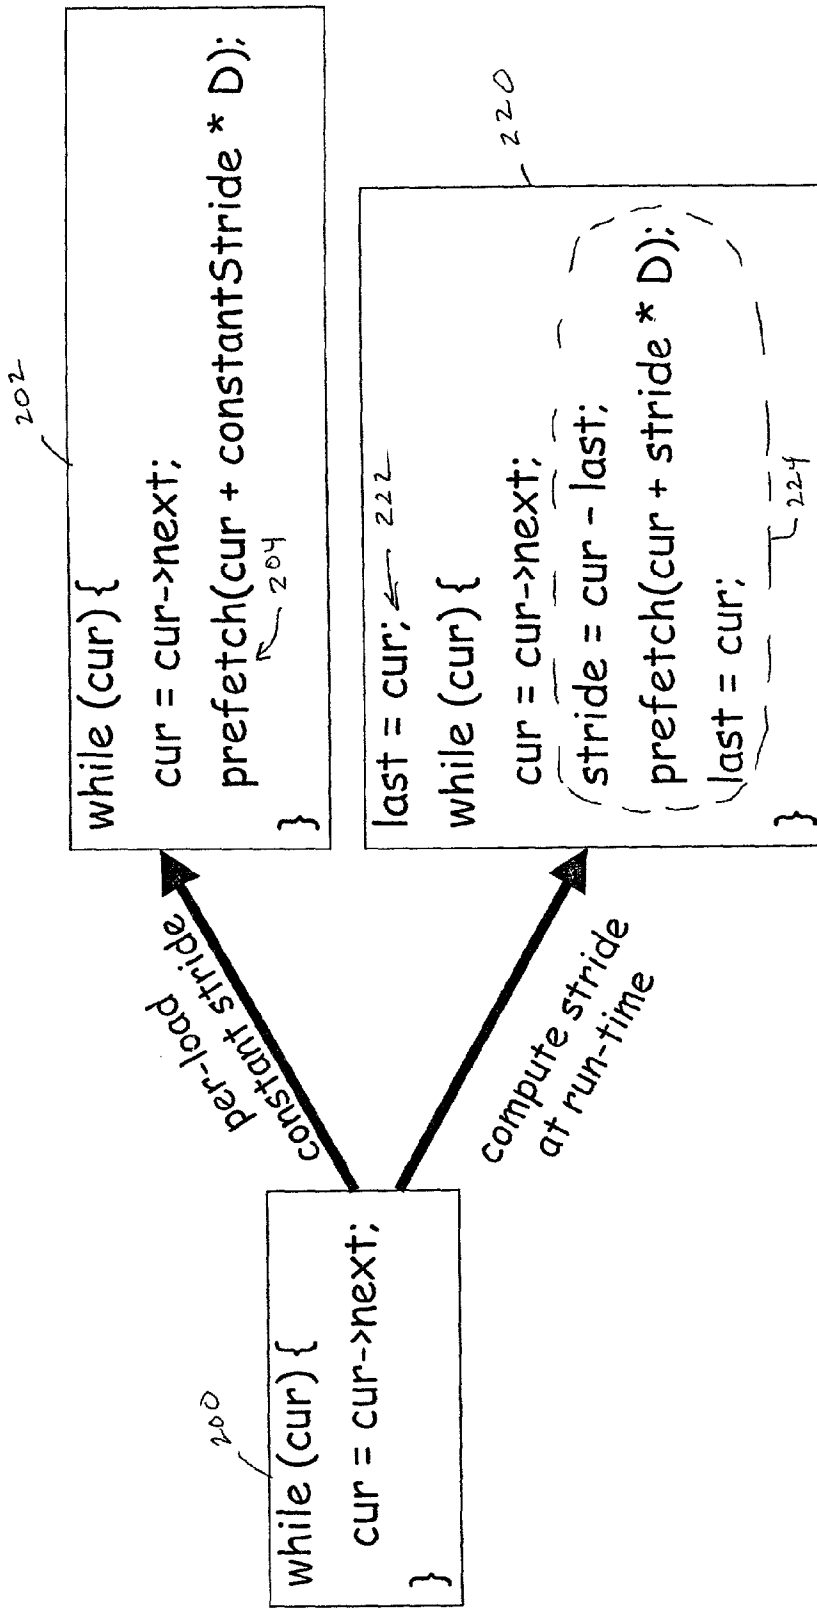 200
while (cur) {
cur = cur->next;
}
per-load
constant stride
compute stride
at run-time
202
while (cur) {
cur = cur->next;
prefetch(cur + constantStride * D);
204
}
220
last = cur; 222
while (cur) {
cur = cur->next;
stride = cur - last;
prefetch(cur + stride * D);
last = cur;
224
}